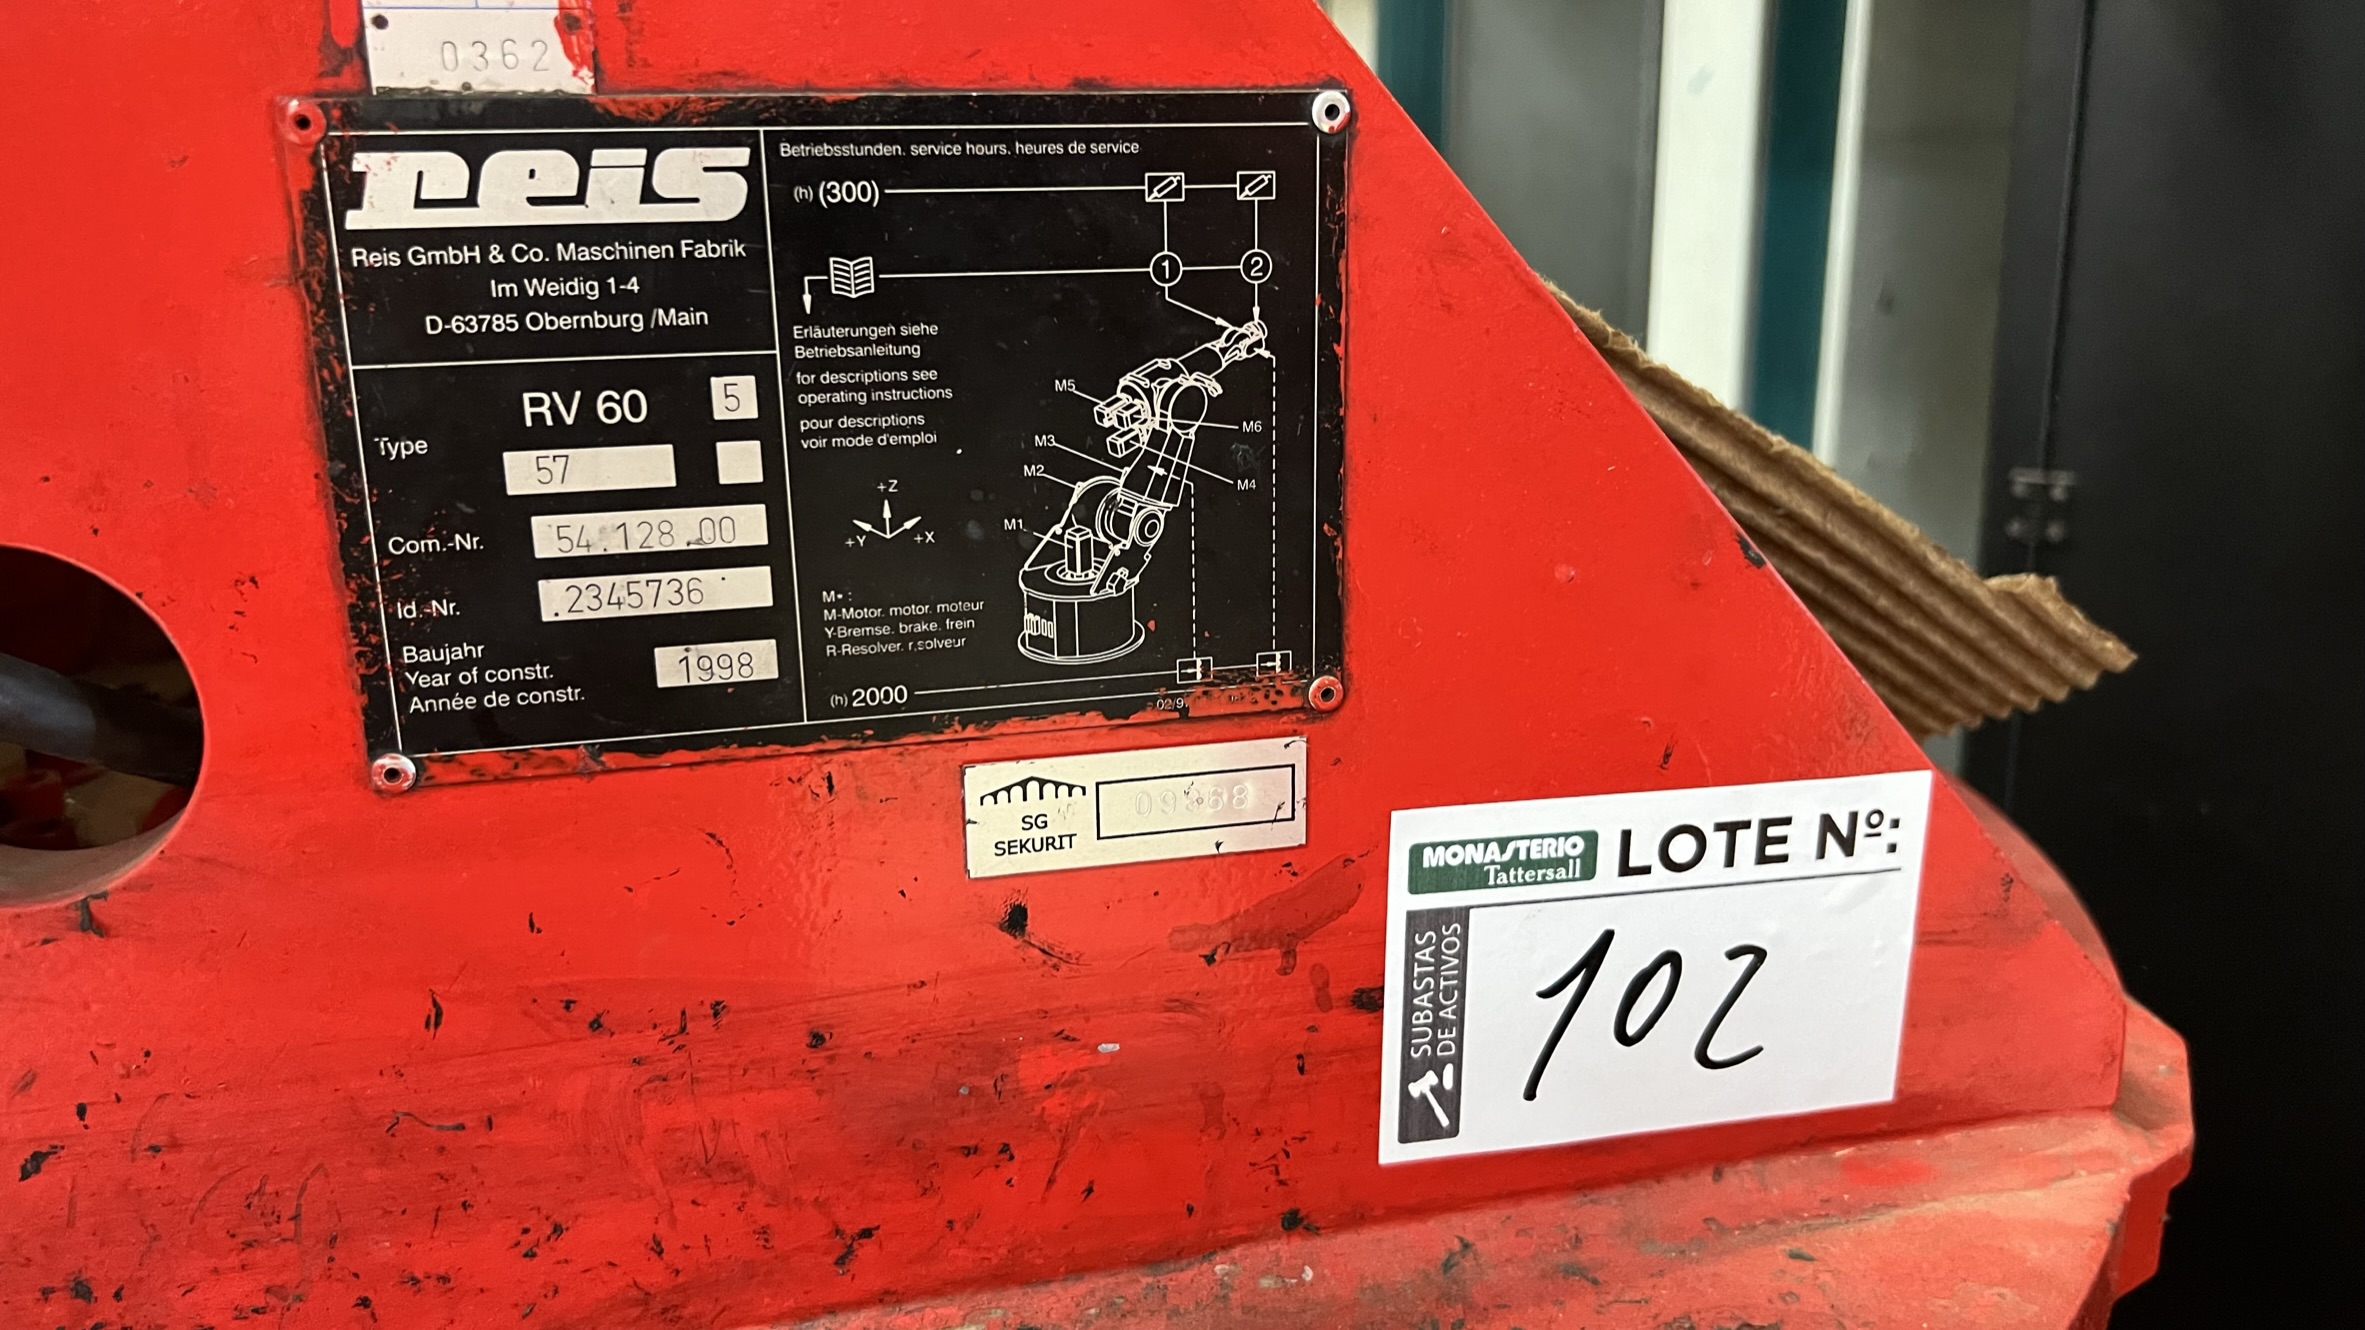 0362
reis
Reis GmbH & Co. Maschinen Fabrik
Im Weidig 1-4
D-63785 Obernburg /Main
Type
RV 60
5
57
Com.-Nr.
54.128.00
Id.-Nr.
.2345736
Baujahr
Year of constr.
Année de constr.
1998
Betriebsstunden. service hours. heures de service
(h) (300)
1
2
Erläuterungen siehe
Betriebsanleitung
for descriptions see
operating instructions
pour descriptions
voir mode d'emploi
M5
M6
M3
M2
M4
M1
+Z
+Y
+X
M* :
M-Motor. motor. moteur
Y-Bremse. brake. frein
R-Resolver. r,solveur
(h) 2000
SG
SEKURIT
MONASTERIO
Tattersall
LOTE Nº:
SUBASTAS
DE ACTIVOS
102